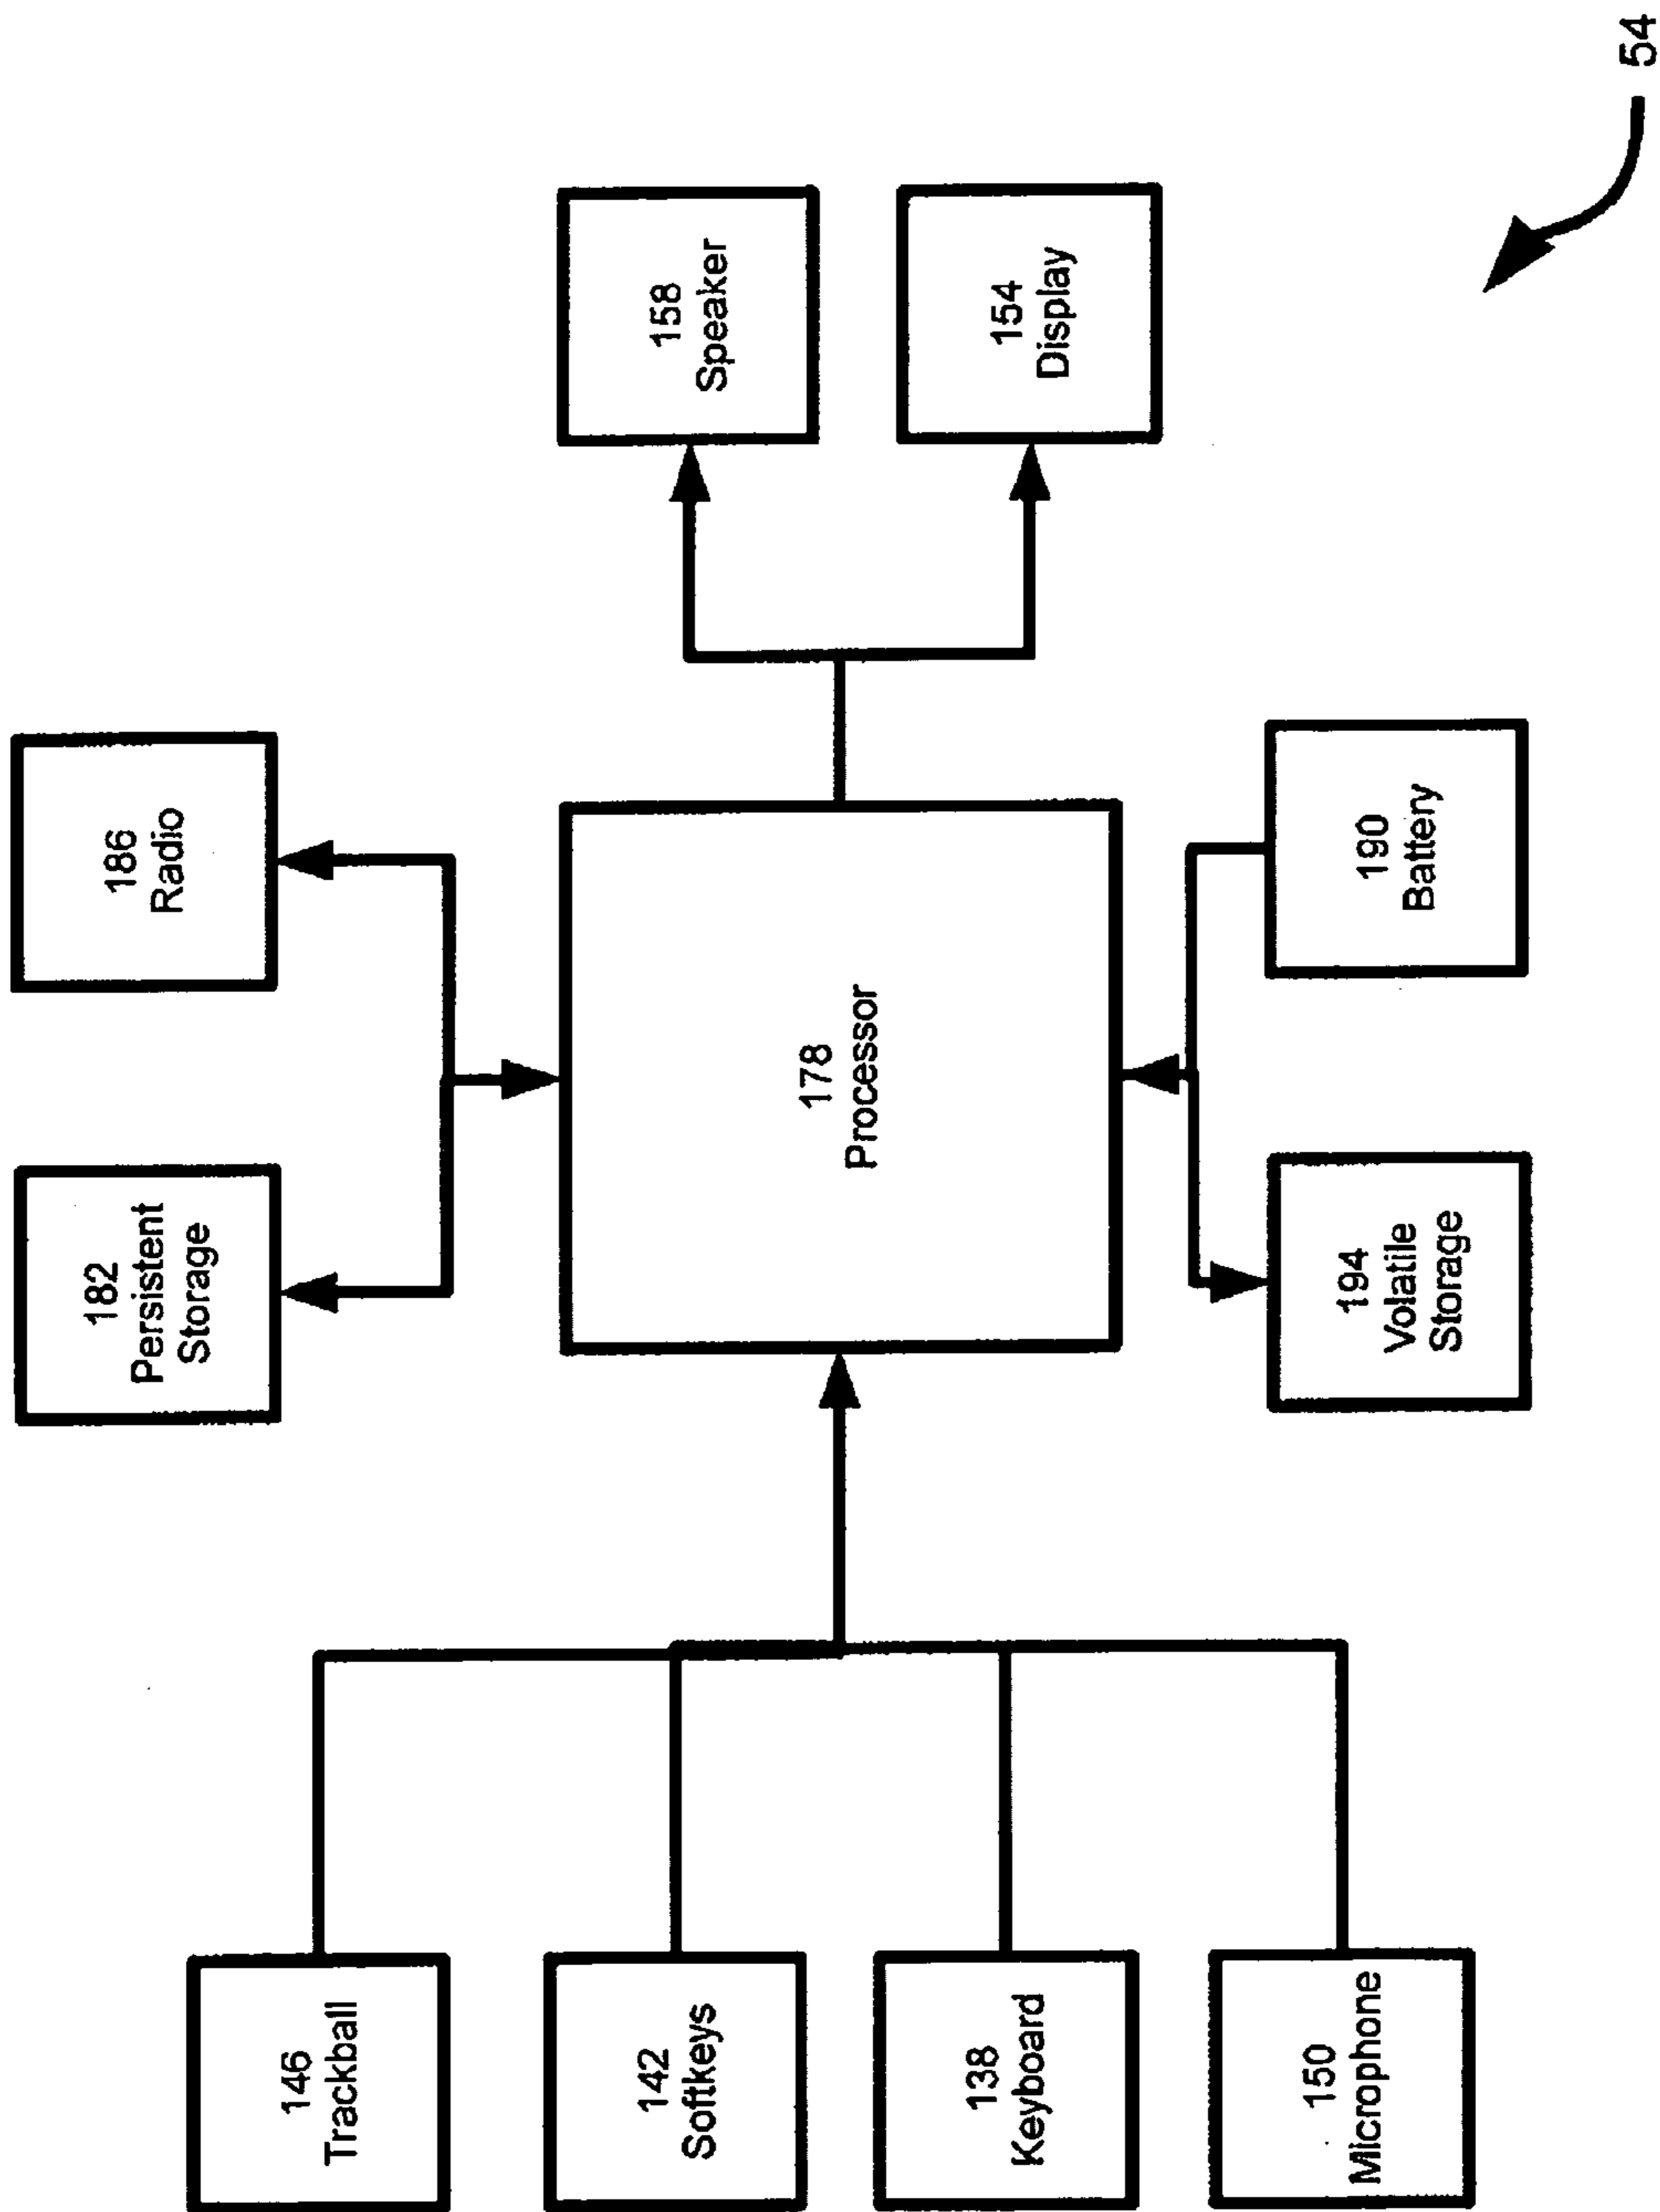 146
Trackball
142
Softkeys
138
Keyboard
150
Microphone
182
Persistent
Storage
186
Radio
178
Processor
194
Volatile
Storage
190
Battery
158
Speaker
154
Display
54